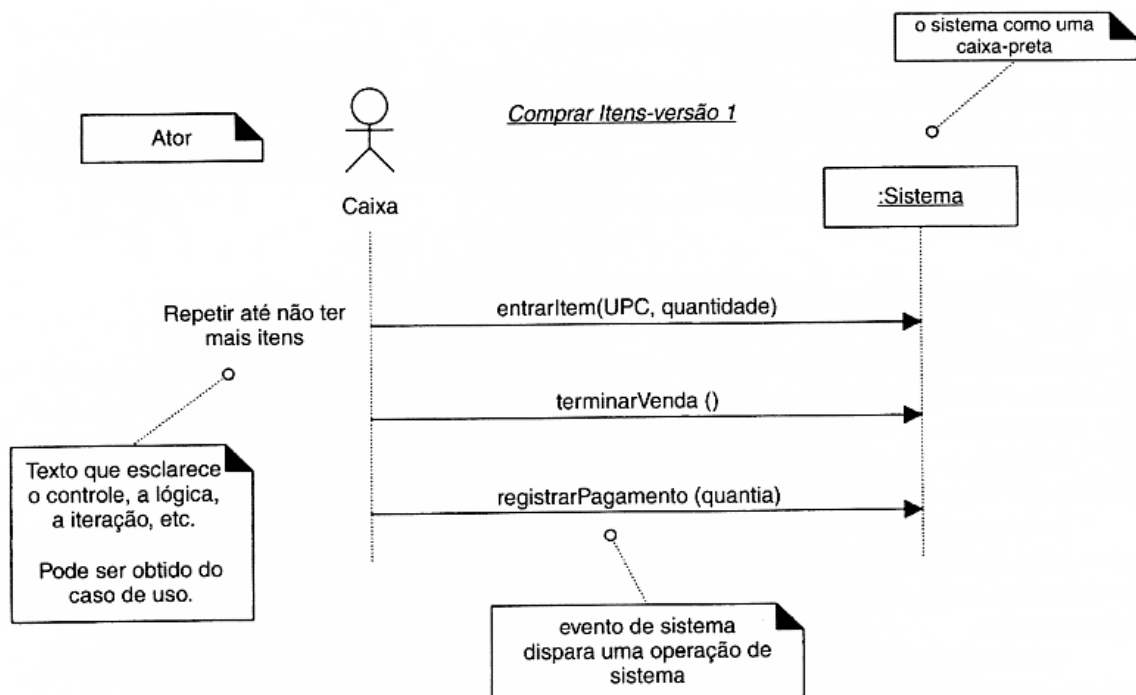 o sistema como uma
caixa-preta
Comprar Itens-versão 1
Ator
Caixa
:Sistema
Repetir até não ter
mais itens
entrarItem(UPC, quantidade)
terminarVenda ()
Texto que esclarece
o controle, a lógica,
a iteração, etc.
Pode ser obtido do
caso de uso.
registrarPagamento (quantia)
evento de sistema
dispara uma operação de
sistema